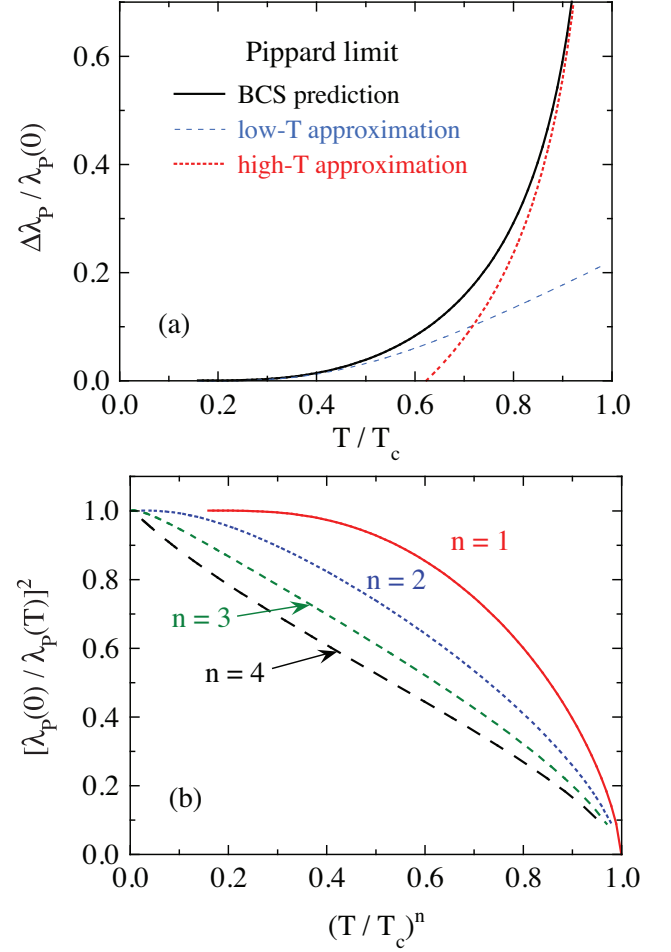 Pippard limit
BCS prediction
low-T approximation
high-T approximation
(a)
Δλ_P / λ_P(0)
0.6
0.4
0.2
0.0
0.0 0.2 0.4 0.6 0.8 1.0
T / T_c
n = 1
n = 2
n = 3
n = 4
(b)
[λ_P(0) / λ_P(T)]^2
1.0
0.8
0.6
0.4
0.2
0.0
0.0 0.2 0.4 0.6 0.8 1.0
(T / T_c)^n